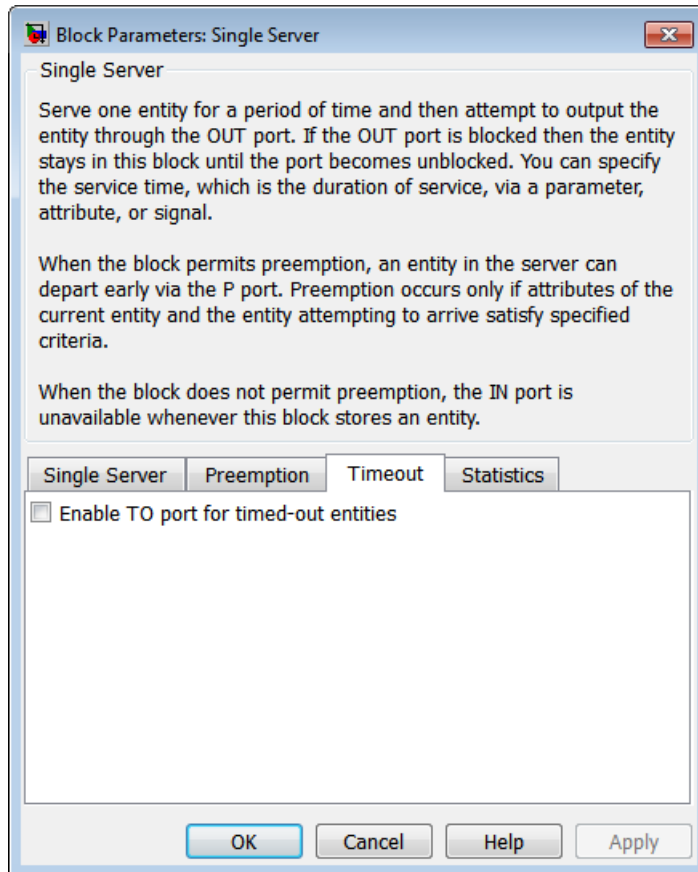 Block Parameters: Single Server
Single Server
Serve one entity for a period of time and then attempt to output the
entity through the OUT port. If the OUT port is blocked then the entity
stays in this block until the port becomes unblocked. You can specify
the service time, which is the duration of service, via a parameter,
attribute, or signal.
When the block permits preemption, an entity in the server can
depart early via the P port. Preemption occurs only if attributes of the
current entity and the entity attempting to arrive satisfy specified
criteria.
When the block does not permit preemption, the IN port is
unavailable whenever this block stores an entity.
Single Server Preemption Timeout Statistics
Enable TO port for timed-out entities
OK Cancel Help Apply